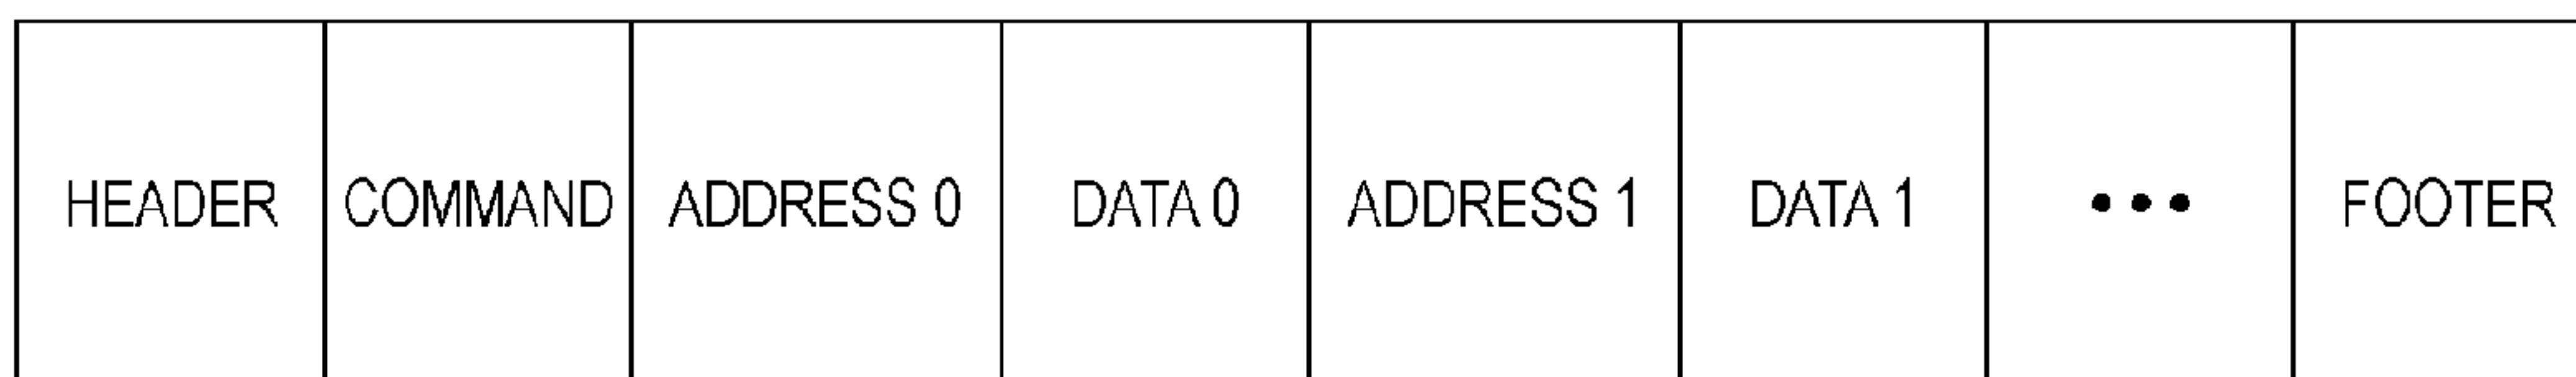 HEADER COMMAND ADDRESS 0 DATA 0 ADDRESS 1 DATA 1 ••• FOOTER